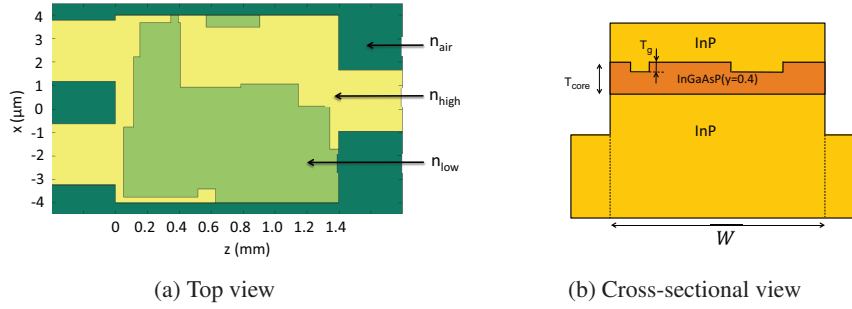 4
3
2
1
0
-1
-2
-3
-4
x (µm)
0 0.2 0.4 0.6 0.8 1.0 1.2 1.4
z (mm)
n_air
n_high
n_low
(a) Top view
InP
T_g
T_core
InGaAsP(y=0.4)
InP
W
(b) Cross-sectional view